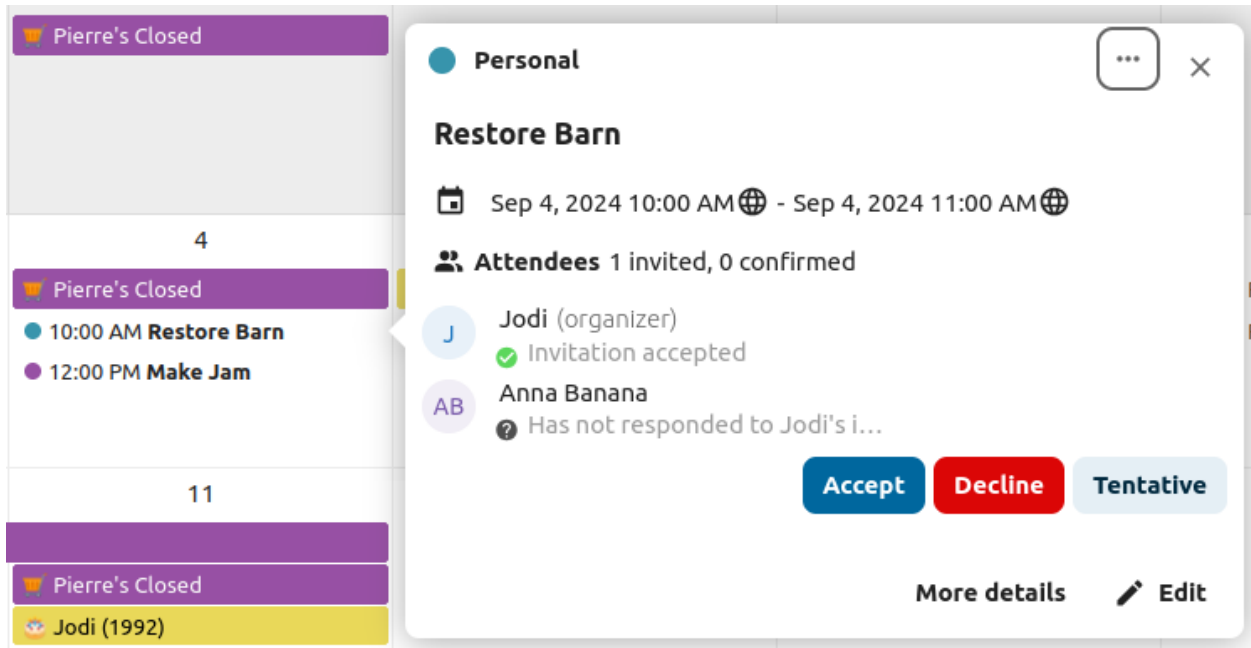 Pierre's Closed
4
Pierre's Closed
10:00 AM Restore Barn
12:00 PM Make Jam
11
Pierre's Closed
Jodi (1992)
Personal
Restore Barn
Sep 4, 2024 10:00 AM - Sep 4, 2024 11:00 AM
Attendees 1 invited, 0 confirmed
J
Jodi (organizer)
Invitation accepted
AB
Anna Banana
Has not responded to Jodi's i...
Accept Decline Tentative
More details Edit